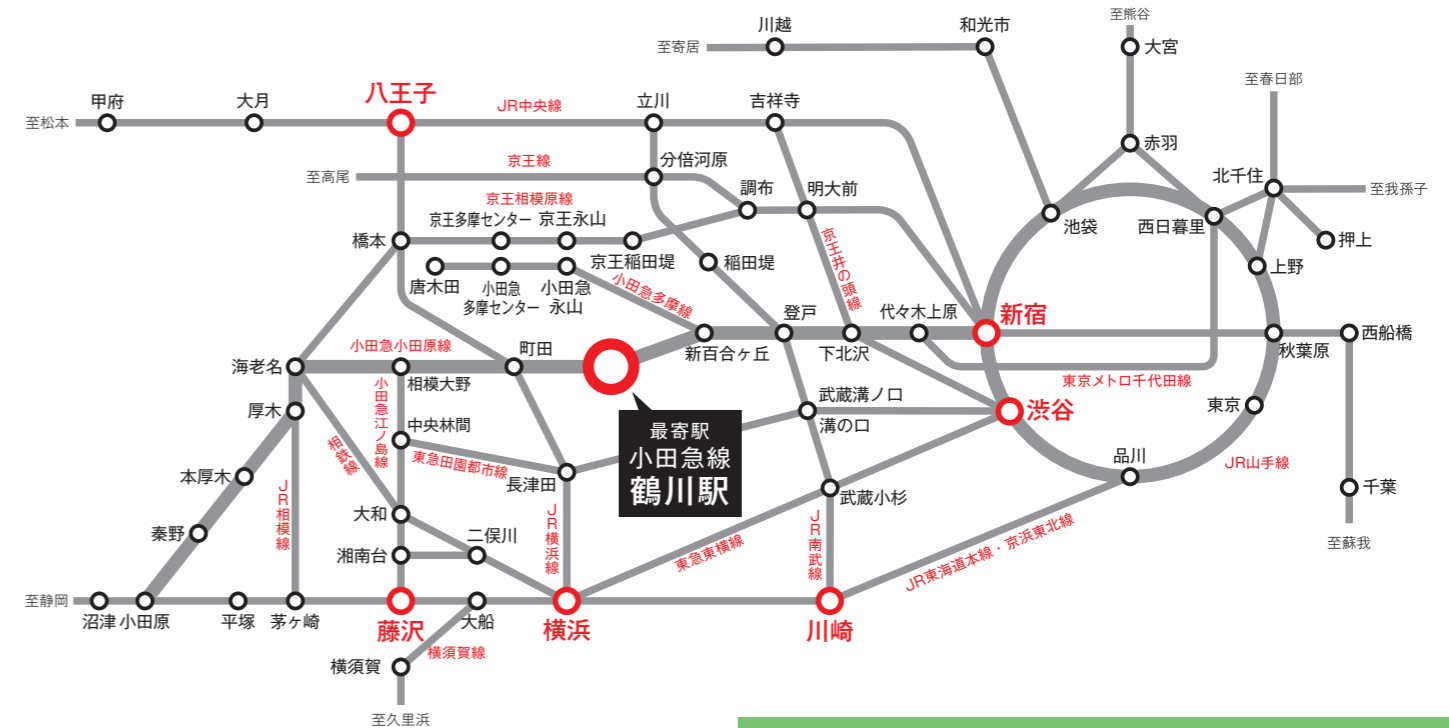 至熊谷
川越
和光市
至寄居
大宮
至春日部
八王子
甲府
大月
JR中央線
立川
吉祥寺
至松本
赤羽
京王線
分倍河原
北千住
至高尾
調布
明大前
至我孫子
京王相模原線
京王多摩センター
京王永山
池袋
西日暮里
橋本
京王稲田堤
稲田堤
京王井の頭線
押上
上野
唐木田
小田急
多摩センター
小田急
永山
小田急多摩線
登戸
代々木上原
新宿
西船橋
小田急小田原線
町田
新百合ヶ丘
下北沢
秋葉原
海老名
相模大野
東京メトロ千代田線
小田急江ノ島線
武蔵溝ノ口
溝の口
渋谷
東京
厚木
中央林間
最寄駅
小田急線
鶴川駅
相鉄線
東急田園都市線
長津田
品川
JR山手線
本厚木
JR相模線
武蔵小杉
千葉
大和
二俣川
JR横浜線
東急東横線
JR南武線
JR東海道本線・京浜東北線
秦野
湘南台
至蘇我
至静岡
沼津
小田原
平塚
茅ヶ崎
藤沢
大船
横浜
川崎
横須賀線
横須賀
至久里浜